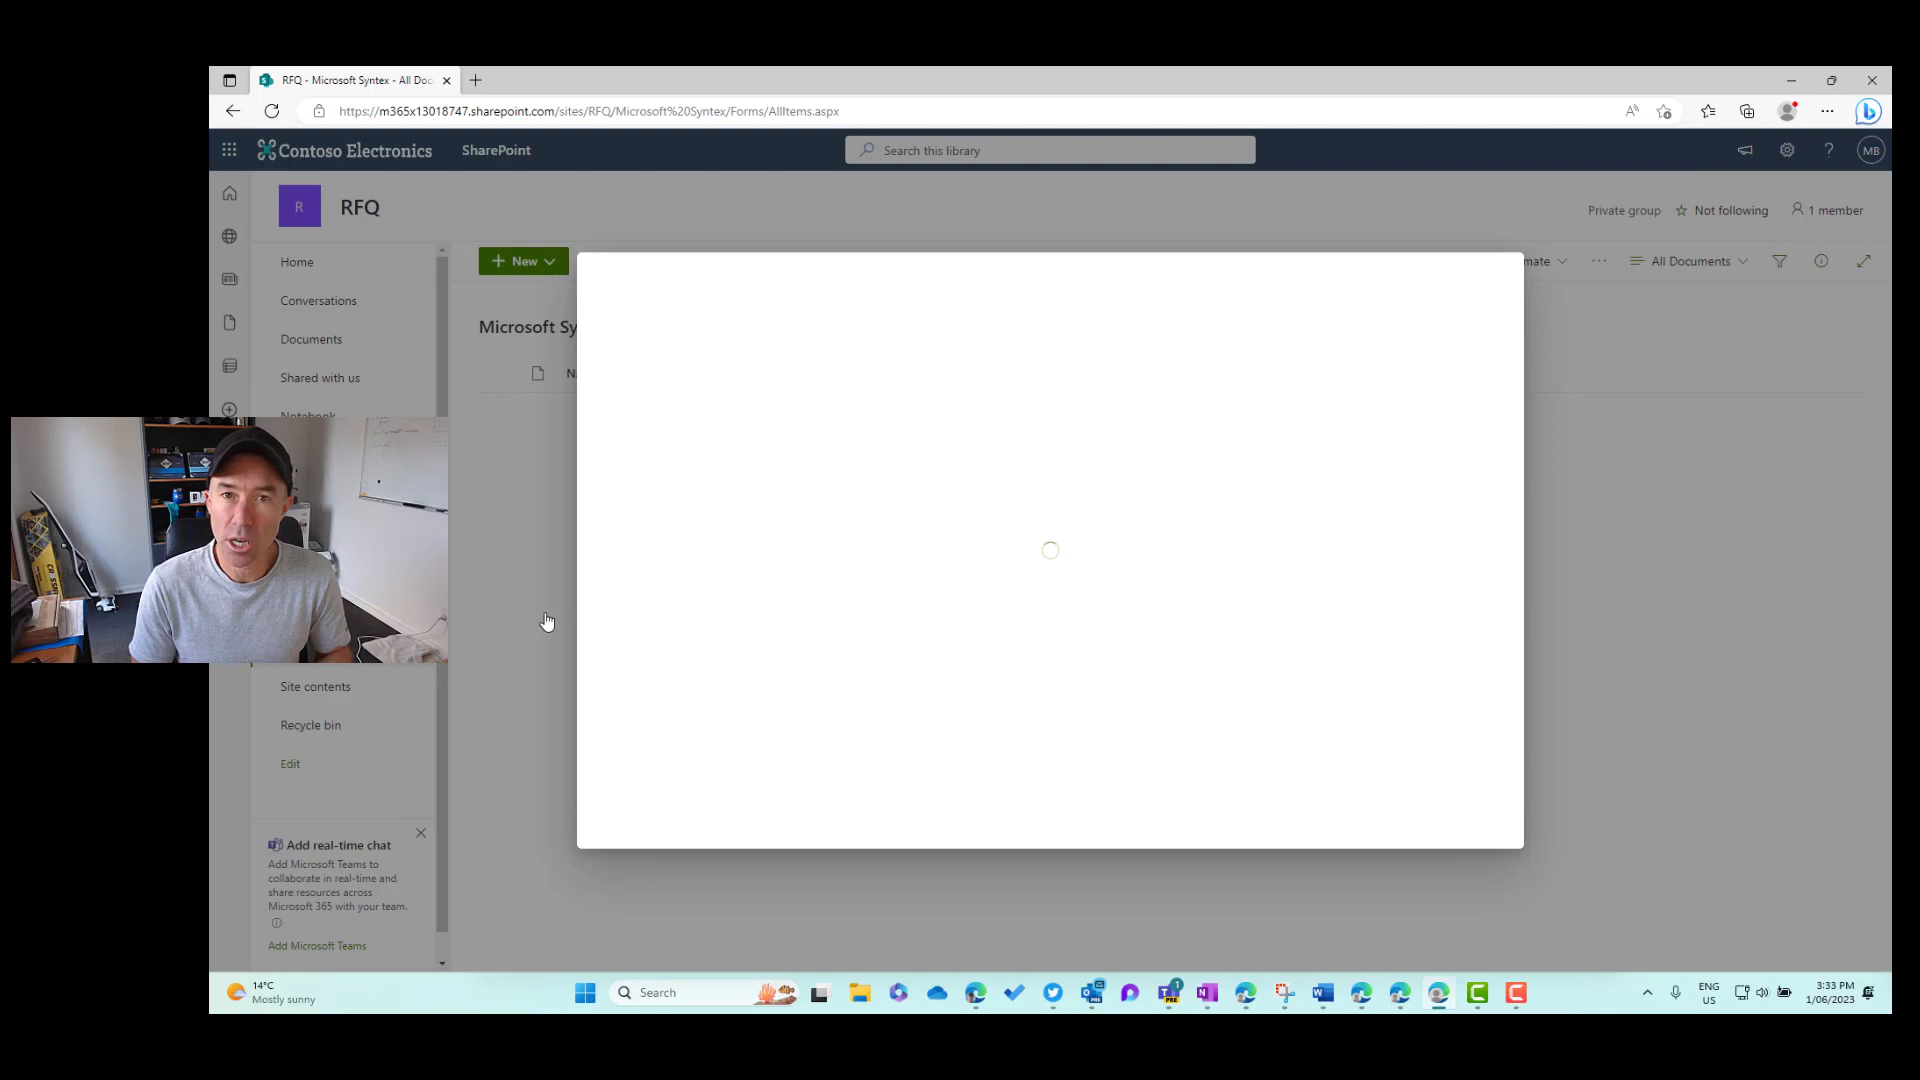 RFQ - Microsoft Syntex - All Doc
https://m365x13018747.sharepoint.com/sites/RFQ/Microsoft%20Syntex/Forms/AllItems.aspx
Contoso Electronics
SharePoint
Search this library
MB
R
RFQ
Private group
Not following
1 member
Home
New
mate
All Documents
Conversations
Microsoft Sy
Documents
N
Shared with us
Notebook
Site contents
Recycle bin
Edit
Add real-time chat
Add Microsoft Teams to
collaborate in real-time and
share resources across
Microsoft 365 with your team.
Add Microsoft Teams
14°C
Mostly sunny
Search
ENG
US
3:33 PM
1/06/2023